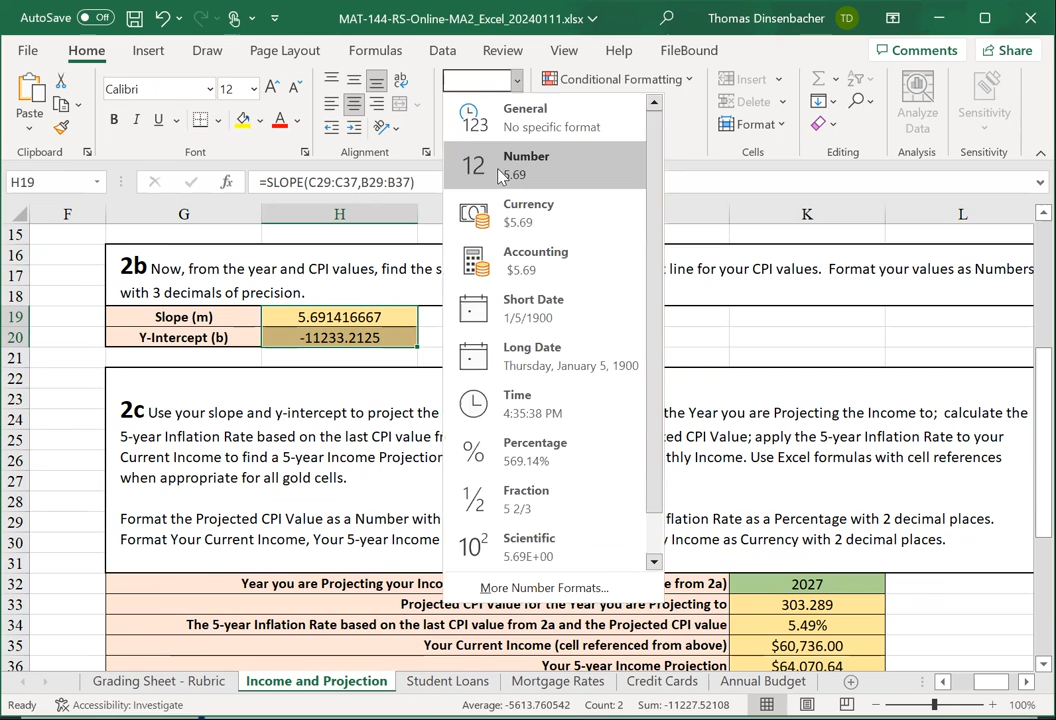 AutoSave Off MAT-144-RS-Online-MA2_Excel_20240111.xlsx Thomas Dinsenbacher TD
File Home Insert Draw Page Layout Formulas Data Review View Help FileBound Comments Share
Paste
Calibri 12
B I U A
Conditional Formatting
Insert
Delete
Format
Analyze
Data
Sensitivity
Clipboard Font Alignment Cells Editing Analysis Sensitivity
General
No specific format
Number
5.69
Currency
$5.69
Accounting
$5.69
Short Date
1/5/1900
Long Date
Thursday, January 5, 1900
Time
4:35:38 PM
Percentage
569.14%
Fraction
5 2/3
Scientific
5.69E+00
More Number Formats...
H19 fx =SLOPE(C29:C37,B29:B37)
F G H K L
15
16
17
18
19
20
21
22
23
24
25
26
27
28
29
30
31
32
33
34
35
36
2b Now, from the year and CPI values, find the s line for your CPI values. Format your values as Numbers
with 3 decimals of precision.
Slope (m) 5.691416667
Y-Intercept (b) -11233.2125
2c Use your slope and y-intercept to project the the Year you are Projecting the Income to; calculate the
5-year Inflation Rate based on the last CPI value fr ed CPI Value; apply the 5-year Inflation Rate to your
Current Income to find a 5-year Income Projection thly Income. Use Excel formulas with cell references
when appropriate for all gold cells.
Format the Projected CPI Value as a Number with flation Rate as a Percentage with 2 decimal places.
Format Your Current Income, Your 5-year Income y Income as Currency with 2 decimal places.
Year you are Projecting your Inco e from 2a) 2027
Projected CPI Value for the Year you are Projecting to 303.289
The 5-year Inflation Rate based on the last CPI value from 2a and the Projected CPI value 5.49%
Your Current Income (cell referenced from above) $60,736.00
Your 5-year Income Projection $64,070.64
Grading Sheet - Rubric Income and Projection Student Loans Mortgage Rates Credit Cards Annual Budget
Ready Accessibility: Investigate Average: -5613.760542 Count: 2 Sum: -11227.52108 100%